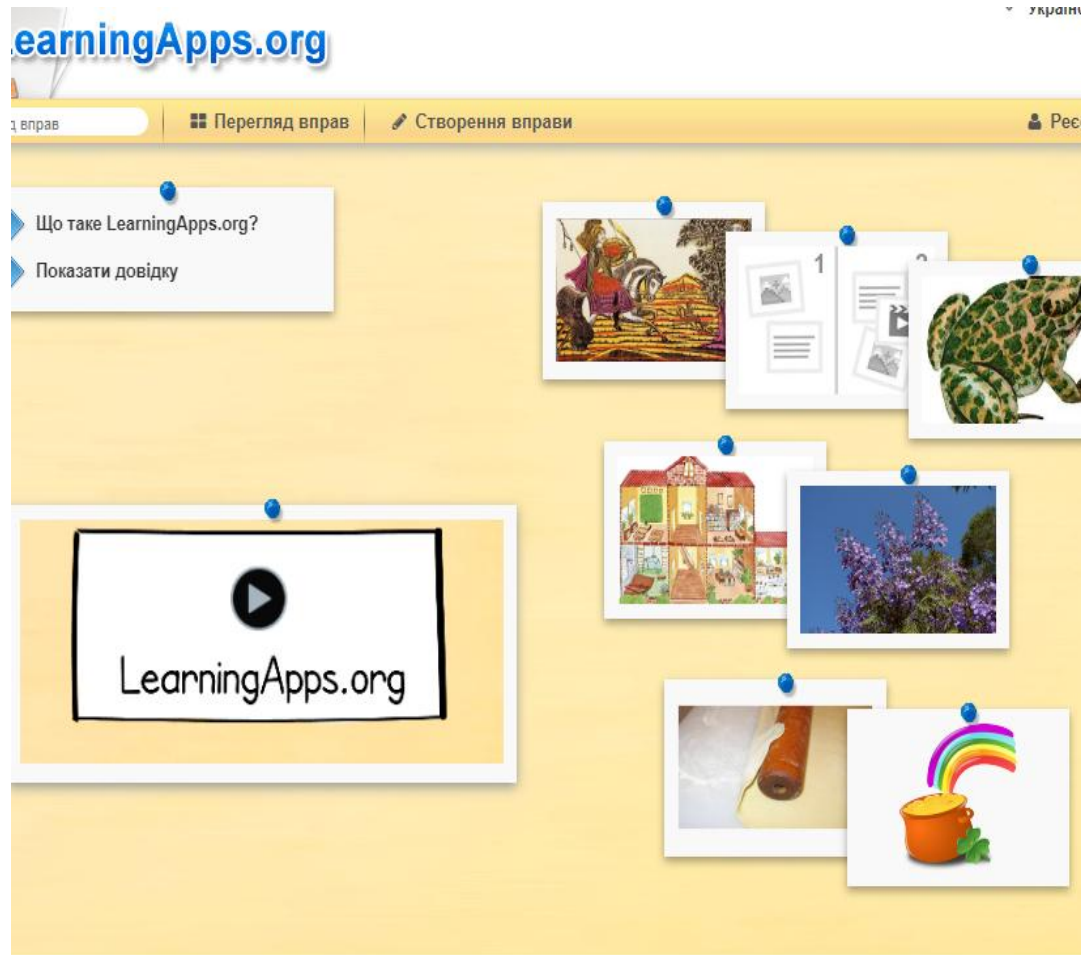 earningApps.org
вправ
Перегляд вправ
Створення вправи
Що таке LearningApps.org?
Показати довідку
1
LearningApps.org